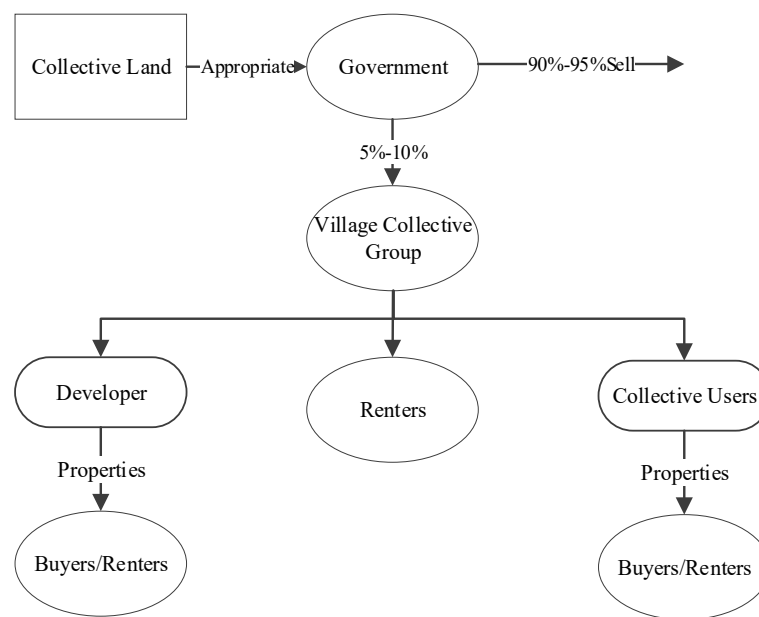 Collective Land
Appropriate
Government
90%-95%Sell
5%-10%
Village Collective
Group
Developer
Renters
Collective Users
Properties
Properties
Buyers/Renters
Buyers/Renters